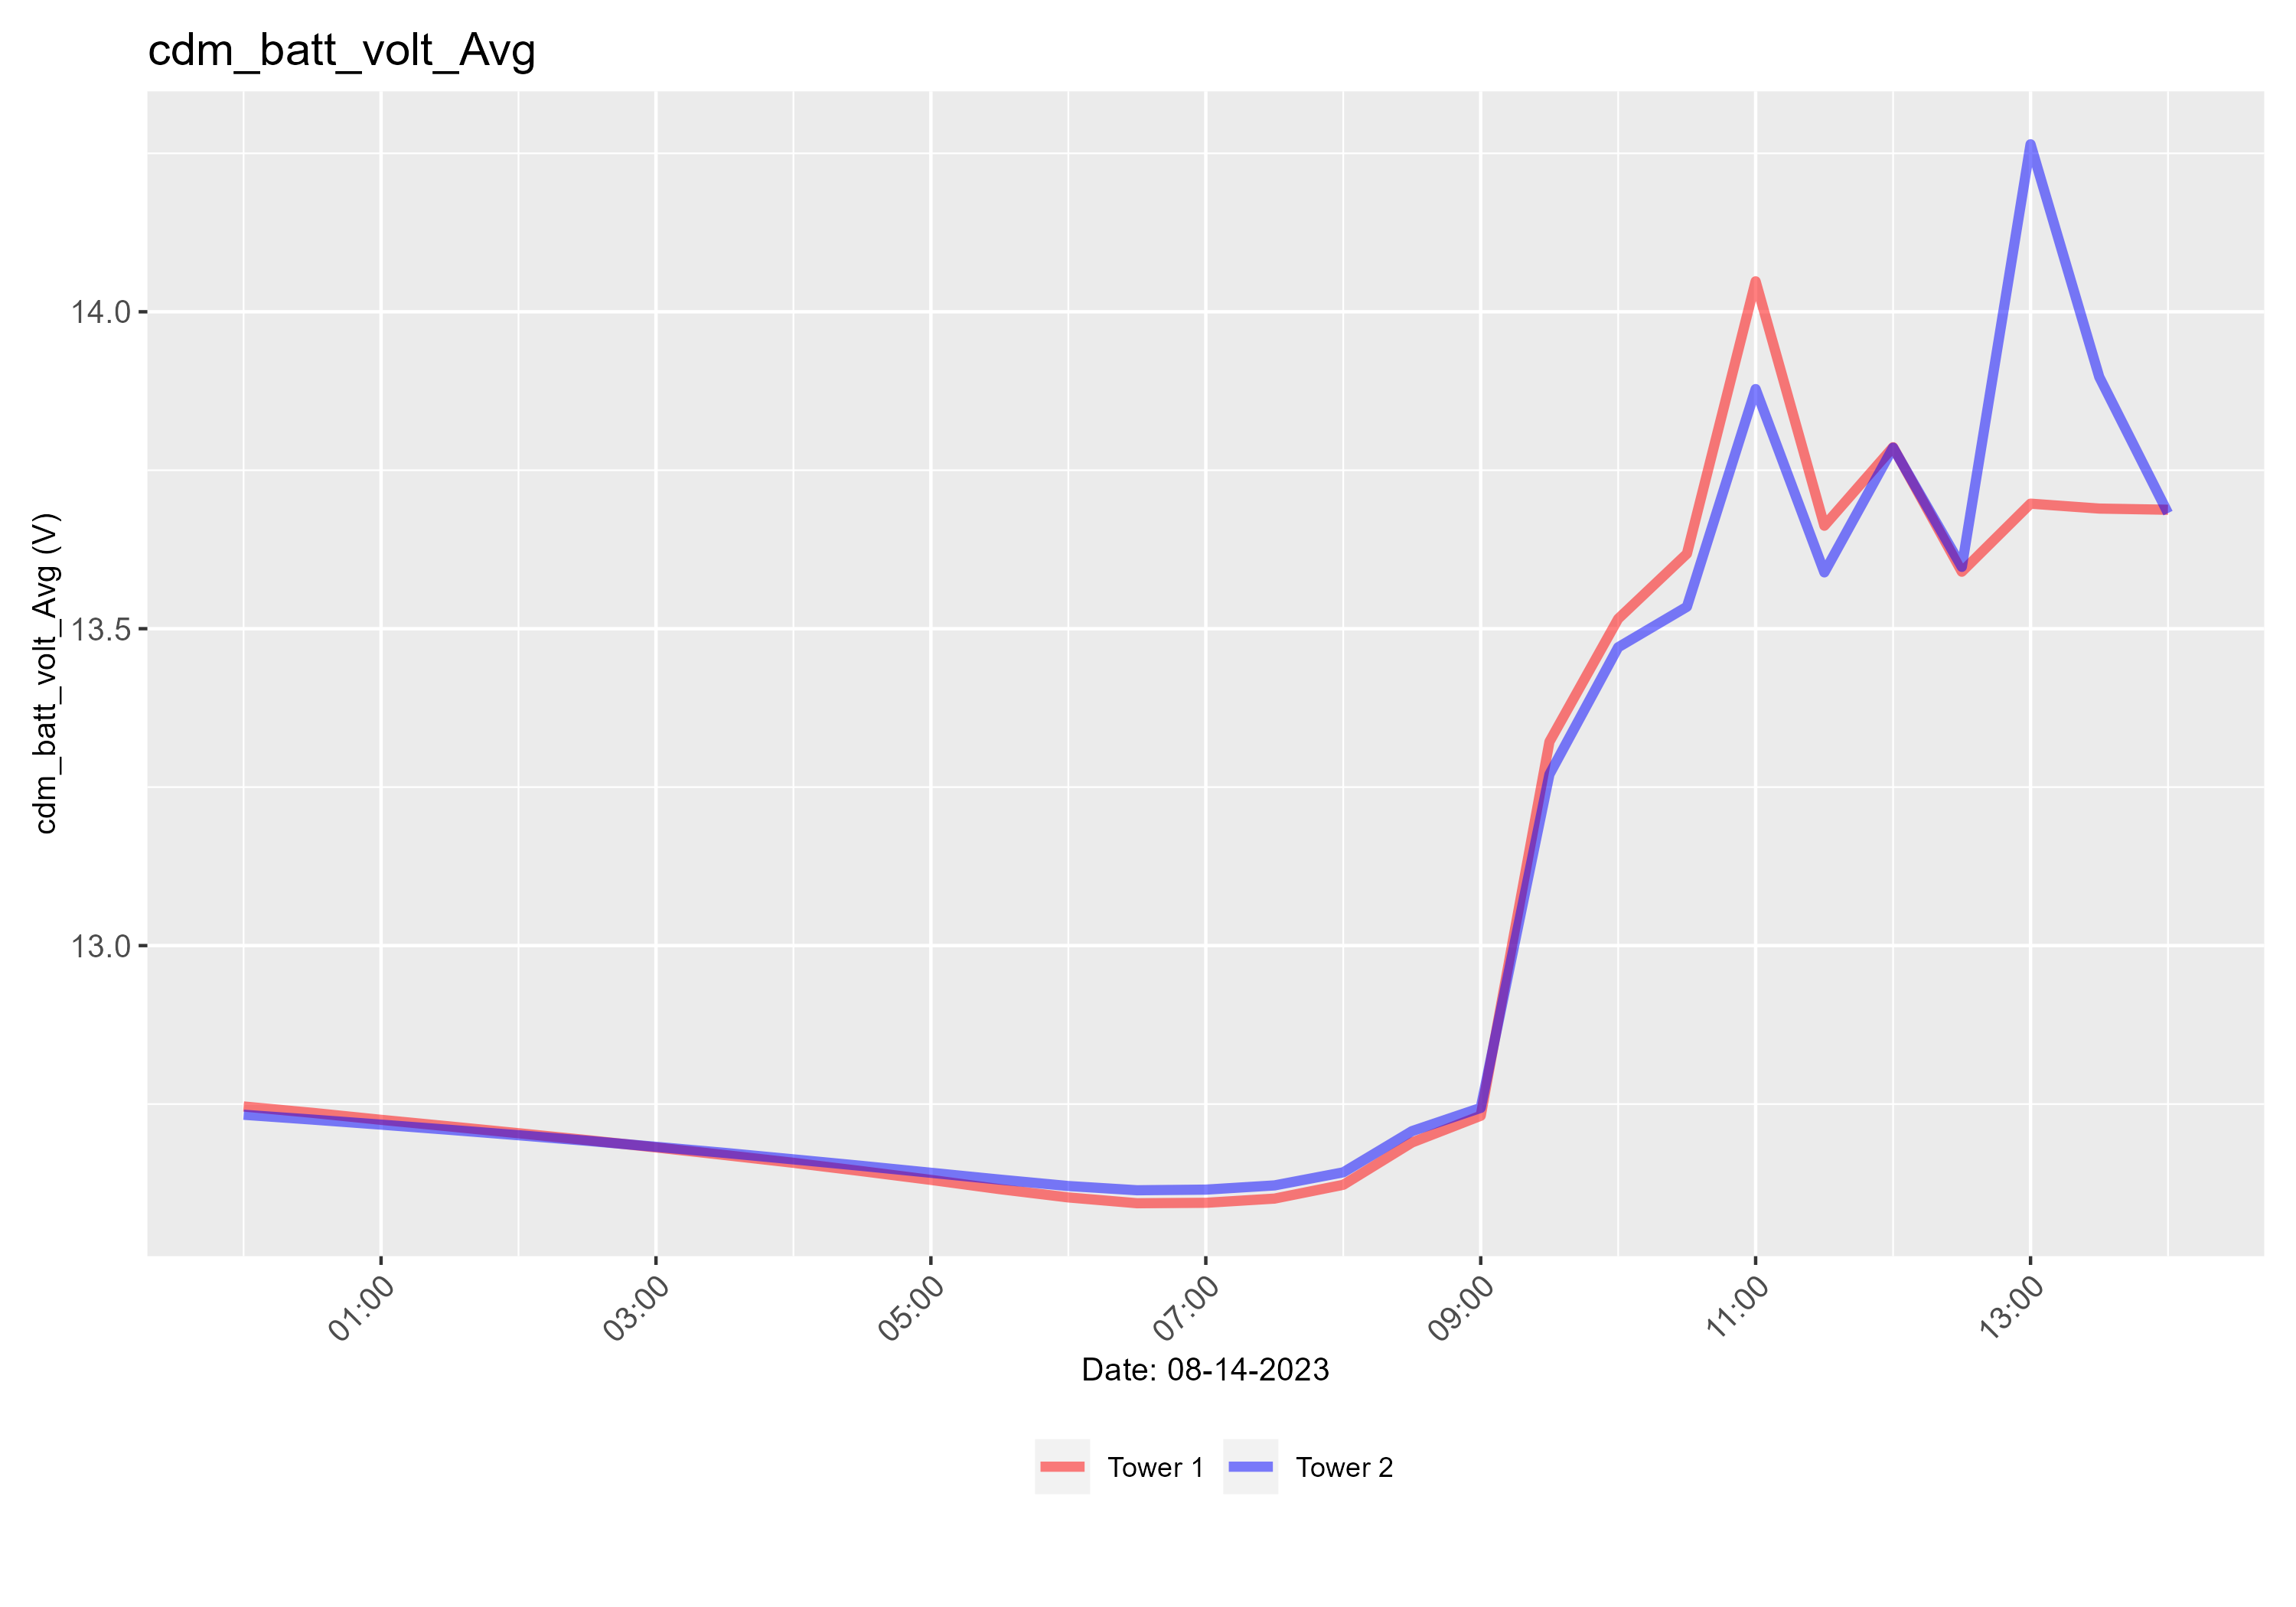 cdm_batt_volt_Avg
cdm_batt_volt_Avg (V)
14.0
13.5
13.0
01:00
03:00
05:00
07:00
09:00
11:00
13:00
Date: 08-14-2023
Tower 1
Tower 2